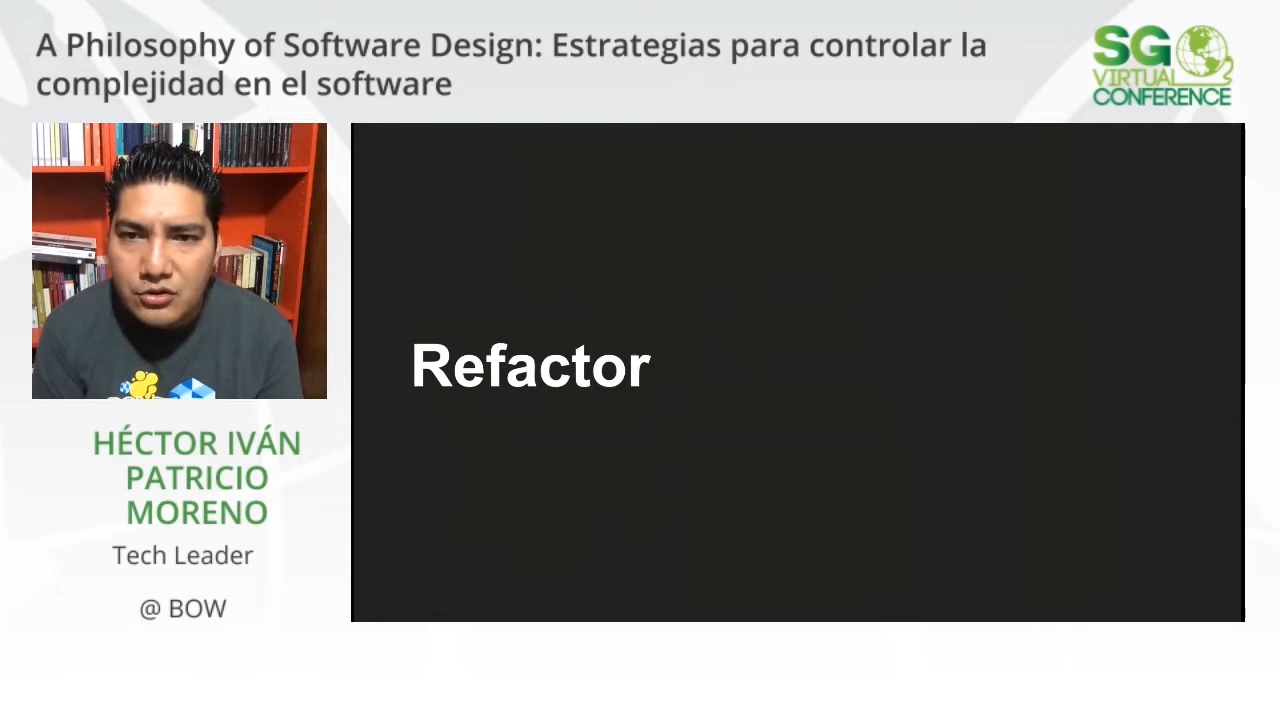 A Philosophy of Software Design: Estrategias para controlar la
complejidad en el software
SG
VIRTUAL
CONFERENCE
Refactor
HÉCTOR IVÁN
PATRICIO
MORENO
Tech Leader
@ BOW